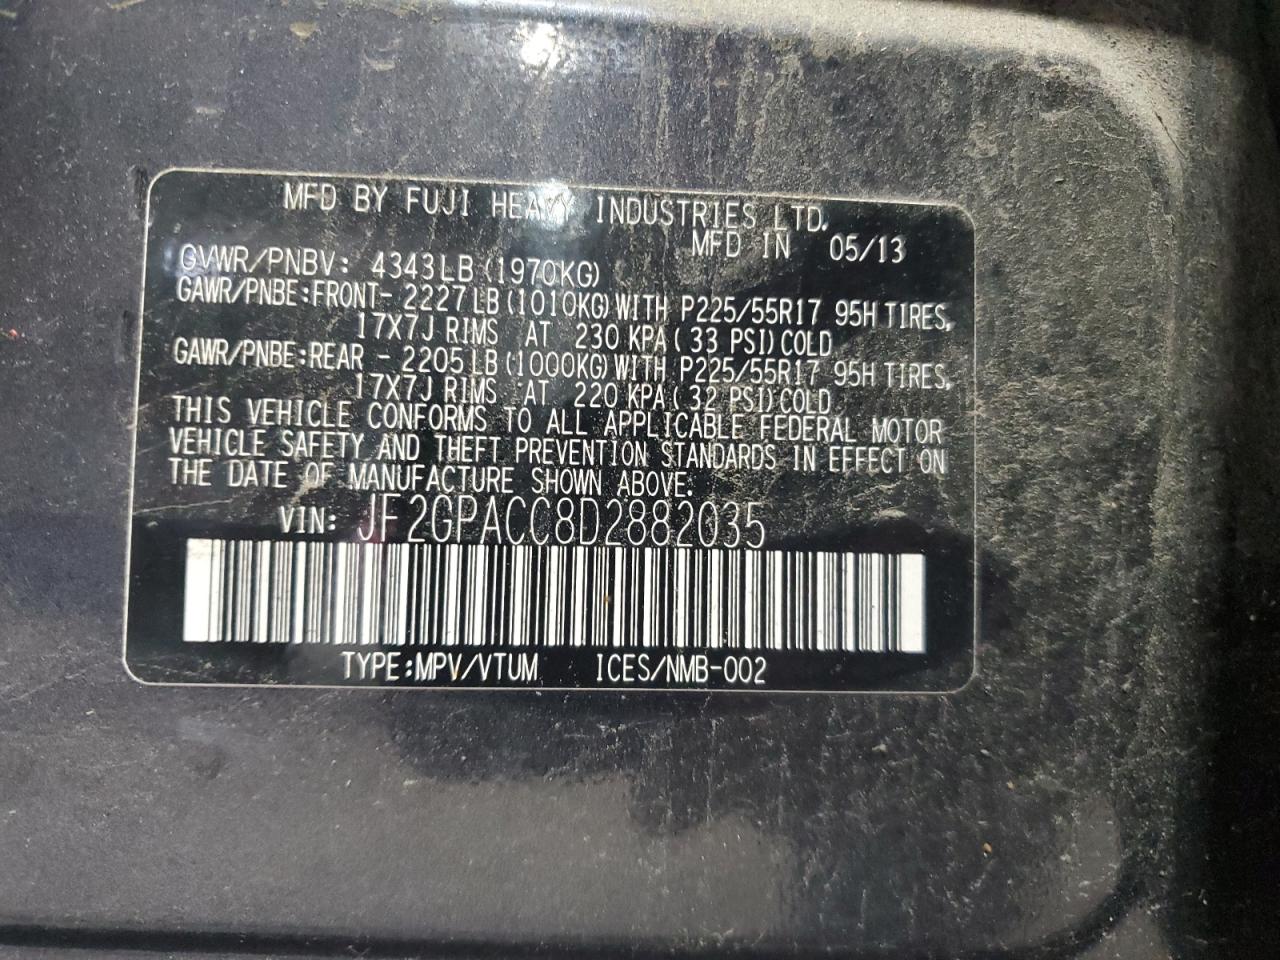 MFD BY FUJI HEAVY INDUSTRIES LTD.
MFD IN 05/13
GVWR/PNBV: 4343LB (1970KG)
GAWR/PNBE:FRONT- 2227LB (1010KG) WITH P225/55R17 95H TIRES,
17X7J RIMS AT 230 KPA( 33 PSI) COLD
GAWR/PNBE:REAR - 2205LB (1000KG) WITH P225/55R17 95H TIRES,
17X7J RIMS AT 220 KPA( 32 PSI) COLD
THIS VEHICLE CONFORMS TO ALL APPLICABLE FEDERAL MOTOR
VEHICLE SAFETY AND THEFT PREVENTION STANDARDS IN EFFECT ON
THE DATE OF MANUFACTURE SHOWN ABOVE.
VIN: JF2GPACC8D2882035
TYPE:MPV/VTUM ICES/NMB-002